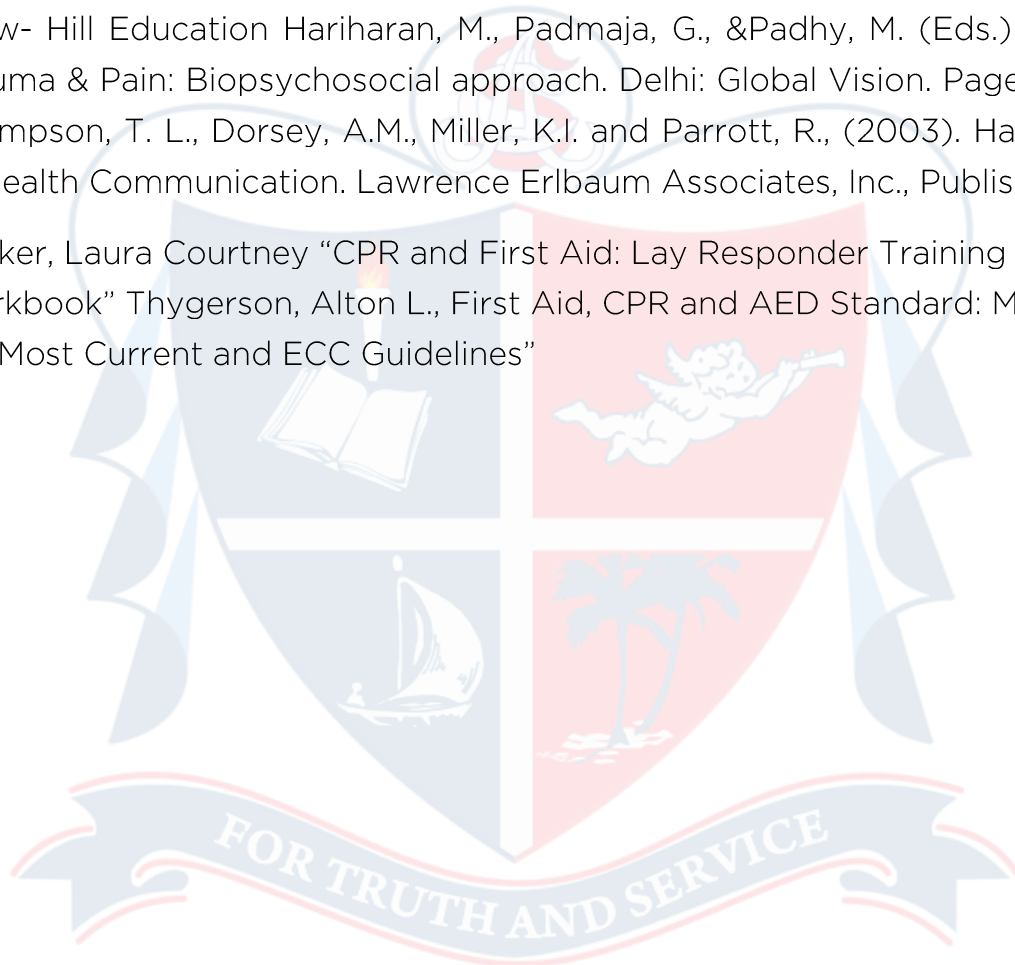 w- Hill Education Hariharan, M., Padmaja, G., &Padhy, M. (Eds.)
uma & Pain: Biopsychosocial approach. Delhi: Global Vision. Page
mpson, T. L., Dorsey, A.M., Miller, K.I. and Parrott, R., (2003). Ha
ealth Communication. Lawrence Erlbaum Associates, Inc., Publis
ker, Laura Courtney “CPR and First Aid: Lay Responder Training
rkbook” Thygerson, Alton L., First Aid, CPR and AED Standard: M
Most Current and ECC Guidelines”
FOR TRUTH AND SERVICE